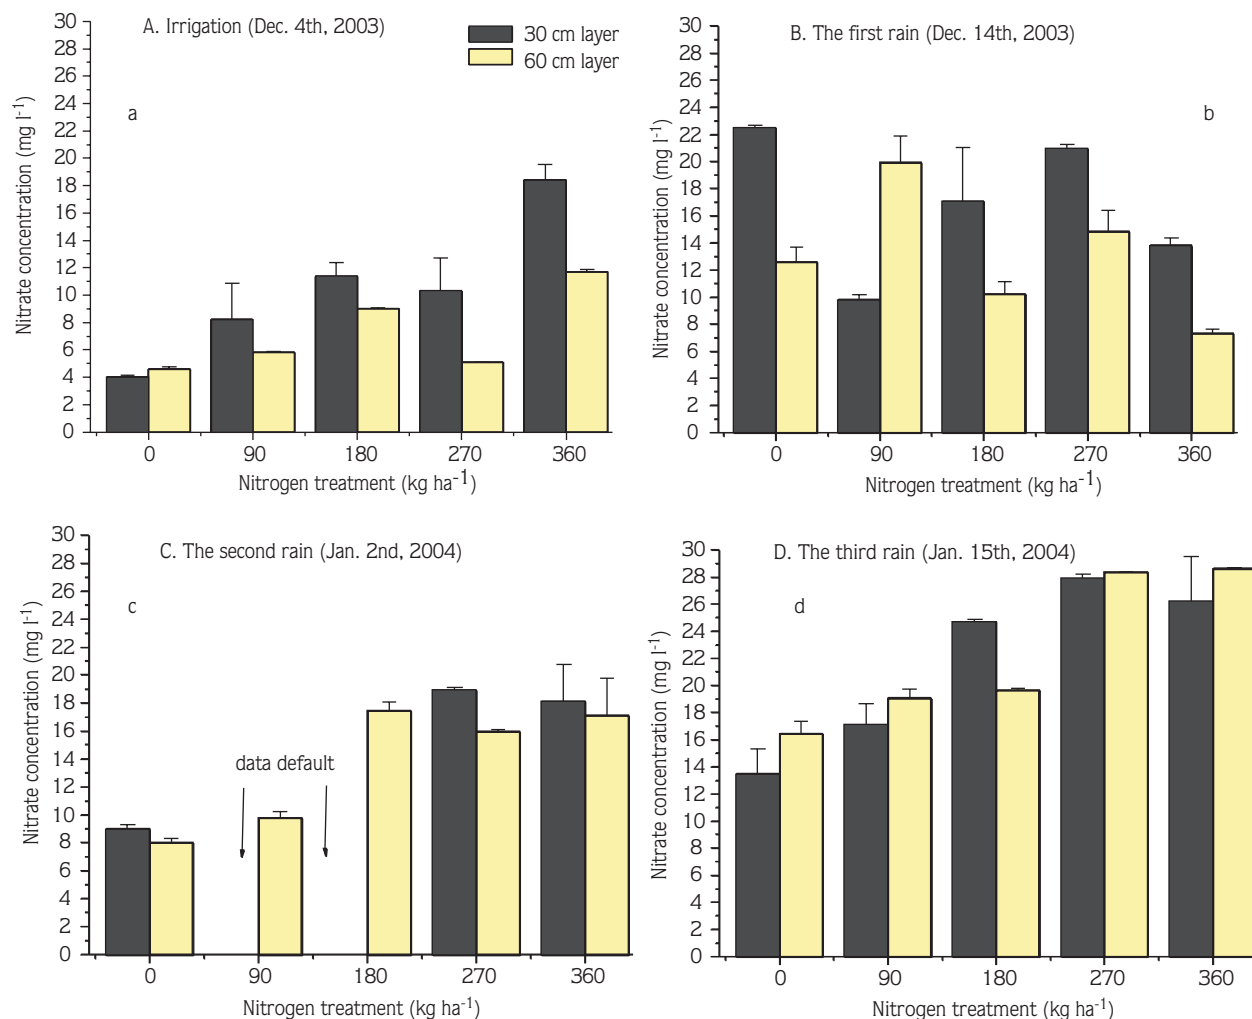 A. Irrigation (Dec. 4th, 2003)
30 cm layer
60 cm layer
a
Nitrate concentration (mg l-1)
30
28
26
24
22
20
18
16
14
12
10
8
6
4
2
0
0 90 180 270 360
Nitrogen treatment (kg ha-1)
B. The first rain (Dec. 14th, 2003)
b
Nitrate concentration (mg l-1)
30
28
26
24
22
20
18
16
14
12
10
8
6
4
2
0
0 90 180 270 360
Nitrogen treatment (kg ha-1)
C. The second rain (Jan. 2nd, 2004)
c
data default
Nitrate concentration (mg l-1)
30
28
26
24
22
20
18
16
14
12
10
8
6
4
2
0
0 90 180 270 360
Nitrogen treatment (kg ha-1)
D. The third rain (Jan. 15th, 2004)
d
Nitrate concentration (mg l-1)
30
28
26
24
22
20
18
16
14
12
10
8
6
4
2
0
0 90 180 270 360
Nitrogen treatment (kg ha-1)